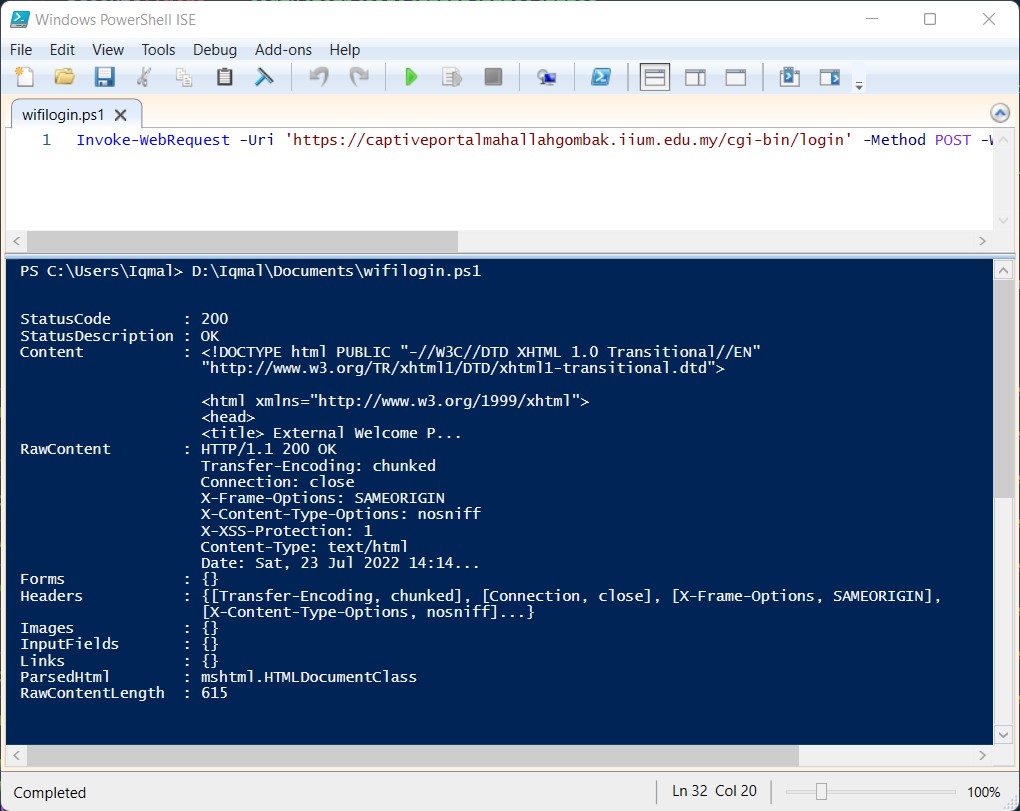 Windows PowerShell ISE
File Edit View Tools Debug Add-ons Help
wifilogin.ps1
1 Invoke-WebRequest -Uri 'https://captiveportalmahallahgombak.iium.edu.my/cgi-bin/login' -Method POST -W
PS C:\Users\Iqmal> D:\Iqmal\Documents\wifilogin.ps1
StatusCode : 200
StatusDescription : OK
Content : <!DOCTYPE html PUBLIC "-//W3C//DTD XHTML 1.0 Transitional//EN"
"http://www.w3.org/TR/xhtml1/DTD/xhtml1-transitional.dtd">
<html xmlns="http://www.w3.org/1999/xhtml">
<head>
<title> External Welcome P...
RawContent : HTTP/1.1 200 OK
Transfer-Encoding: chunked
Connection: close
X-Frame-Options: SAMEORIGIN
X-Content-Type-Options: nosniff
X-XSS-Protection: 1
Content-Type: text/html
Date: Sat, 23 Jul 2022 14:14...
Forms : {}
Headers : {[Transfer-Encoding, chunked], [Connection, close], [X-Frame-Options, SAMEORIGIN],
[X-Content-Type-Options, nosniff]...}
Images : {}
InputFields : {}
Links : {}
ParsedHtml : mshtml.HTMLDocumentClass
RawContentLength : 615
Completed
Ln 32 Col 20
100%